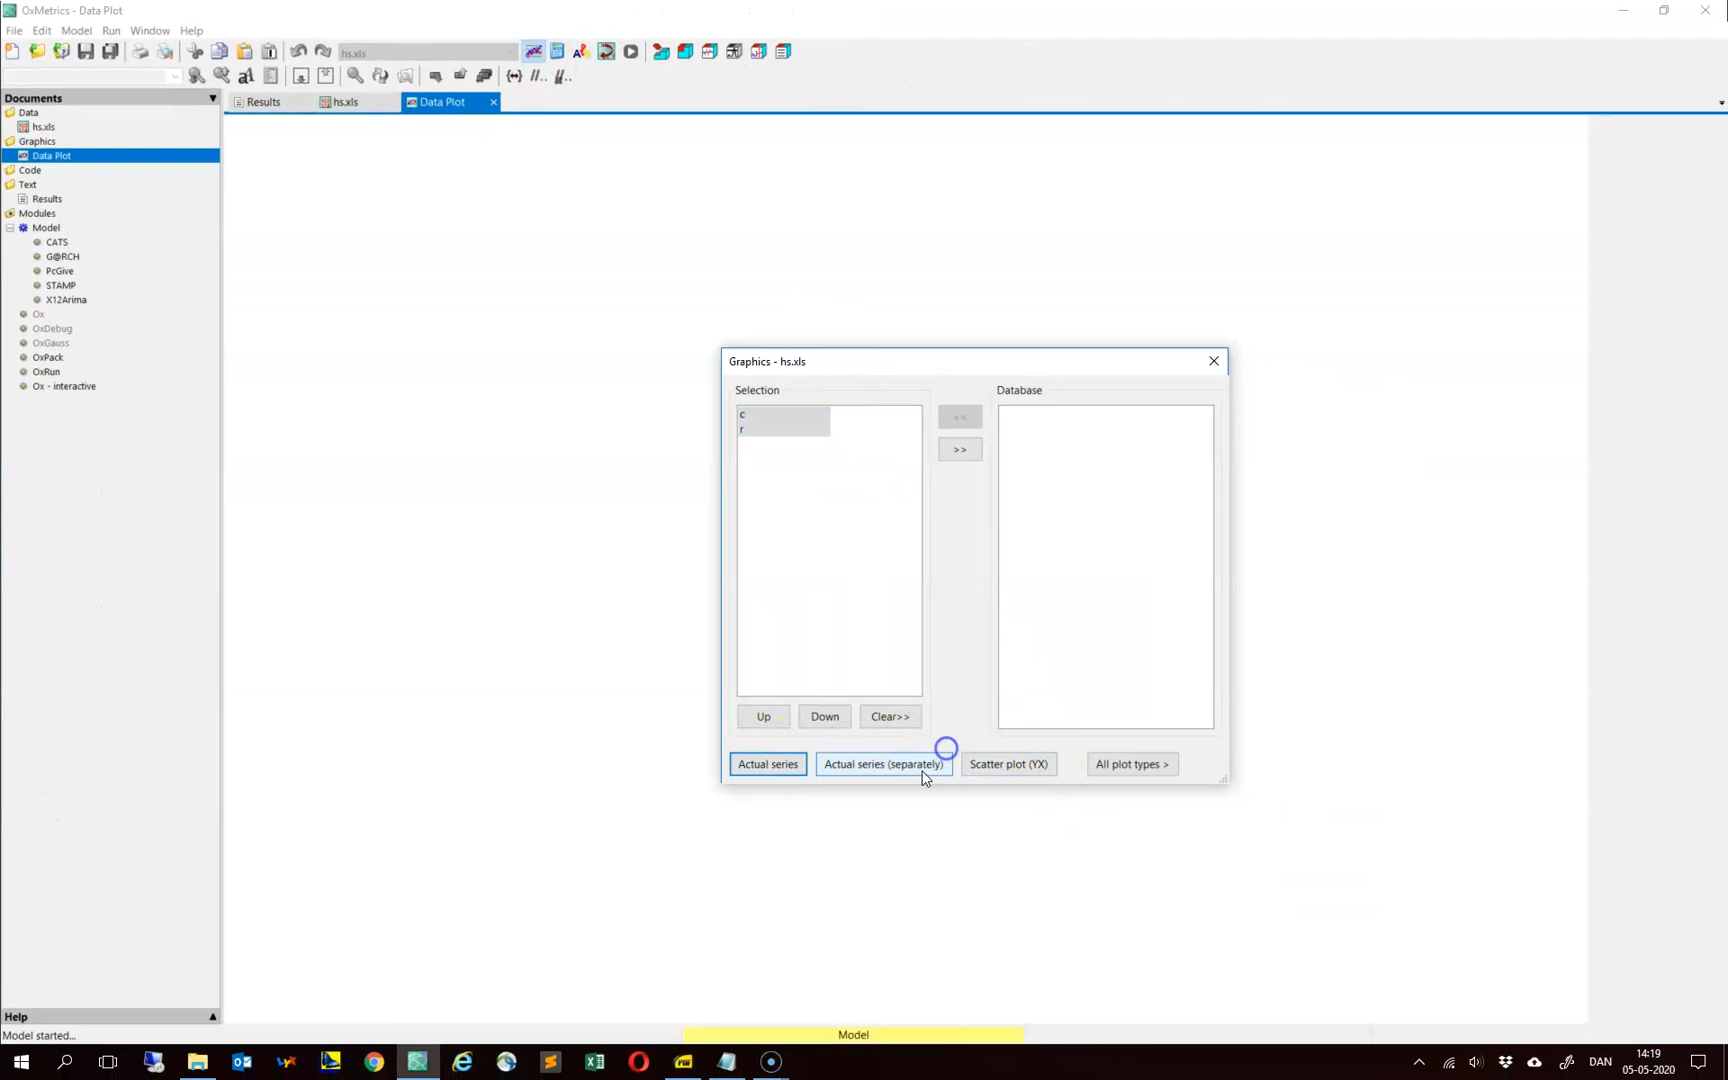 OxMetrics - Data Plot
File Edit Model Run Window Help
hs.xls
Documents
Results hs.xls Data Plot
Data
hs.xls
Graphics
Data Plot
Code
Text
Results
Modules
Model
CATS
G@RCH
PcGive
STAMP
X12Arima
Ox
OxDebug
OxGauss
OxPack
OxRun
Ox - interactive
Graphics - hs.xls
Selection Database
c
r
<<
>>
Up Down Clear>>
Actual series Actual series (separately) Scatter plot (YX) All plot types >
Help
Model started... Model
DAN 14:19
05-05-2020